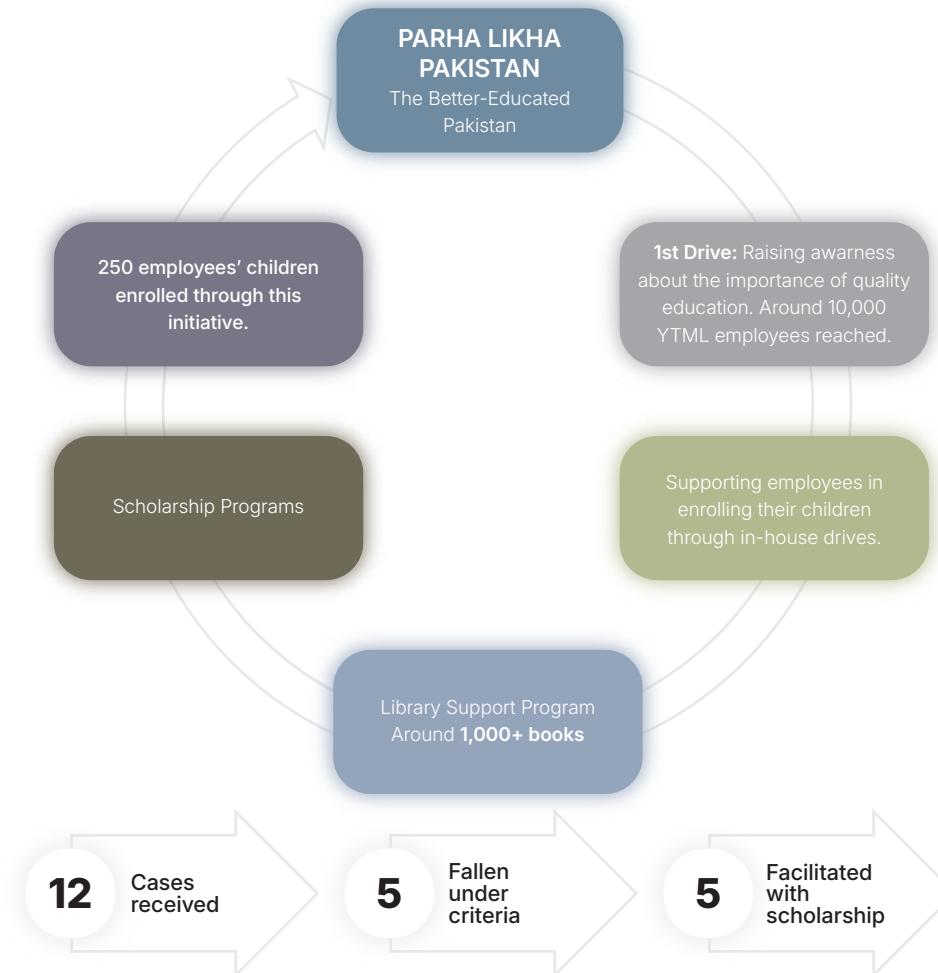 PARHA LIKHA
PAKISTAN
The Better-Educated
Pakistan
1st Drive: Raising awarness
about the importance of quality
education. Around 10,000
YTML employees reached.
Supporting employees in
enrolling their children
through in-house drives.
Library Support Program
Around 1,000+ books
Scholarship Programs
250 employees’ children
enrolled through this
initiative.
12
Cases
received
5
Fallen
under
criteria
5
Facilitated
with
scholarship